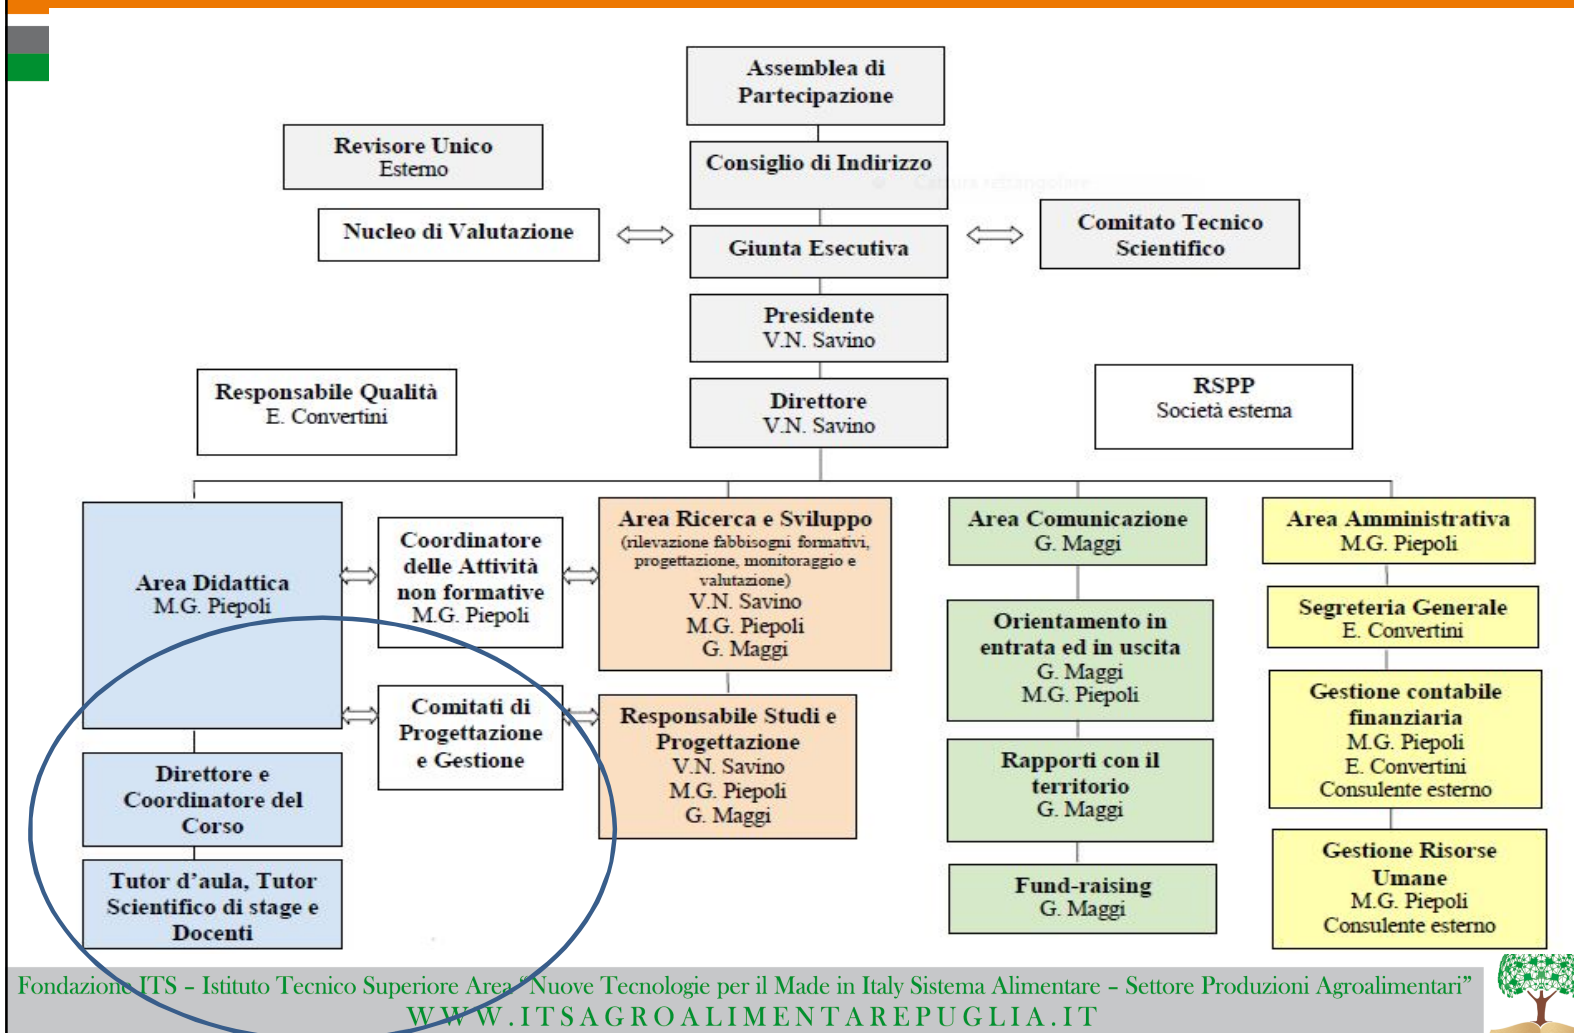 Assemblea di
Partecipazione
Revisore Unico
Esterno
Consiglio di Indirizzo
Cattura rettangolare
Nucleo di Valutazione
Giunta Esecutiva
Comitato Tecnico
Scientifico
Presidente
V.N. Savino
Responsabile Qualità
E. Convertini
Direttore
V.N. Savino
RSPP
Società esterna
Area Didattica
M.G. Piepoli
Coordinatore
delle Attività
non formative
M.G. Piepoli
Area Ricerca e Sviluppo
(rilevazione fabbisogni formativi,
progettazione, monitoraggio e
valutazione)
V.N. Savino
M.G. Piepoli
G. Maggi
Area Comunicazione
G. Maggi
Area Amministrativa
M.G. Piepoli
Orientamento in
entrata ed in uscita
G. Maggi
M.G. Piepoli
Segreteria Generale
E. Convertini
Comitati di
Progettazione
e Gestione
Responsabile Studi e
Progettazione
V.N. Savino
M.G. Piepoli
G. Maggi
Gestione contabile
finanziaria
M.G. Piepoli
E. Convertini
Consulente esterno
Direttore e
Coordinatore del
Corso
Rapporti con il
territorio
G. Maggi
Tutor d'aula, Tutor
Scientifico di stage e
Docenti
Fund-raising
G. Maggi
Gestione Risorse
Umane
M.G. Piepoli
Consulente esterno
Fondazione ITS – Istituto Tecnico Superiore Area “Nuove Tecnologie per il Made in Italy Sistema Alimentare – Settore Produzioni Agroalimentari”
WWW.ITSAGROALIMENTAREPUGLIA.IT